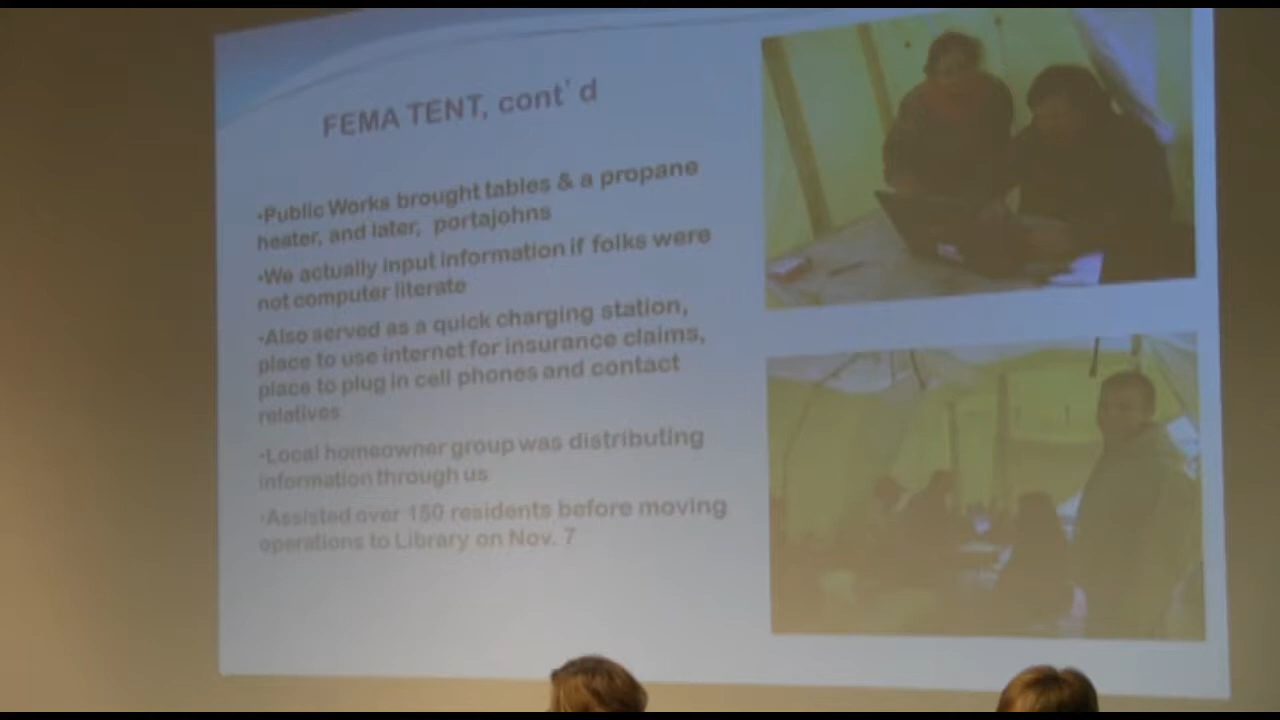 FEMA TENT, cont'd
•Public Works brought tables & a propane
heater, and later, portajohns
•We actually input information if folks were
not computer literate
•Also served as a quick charging station,
place to use internet for insurance claims,
place to plug in cell phones and contact
relatives
•Local homeowner group was distributing
information through us
•Assisted over 150 residents before moving
operations to Library on Nov. 7